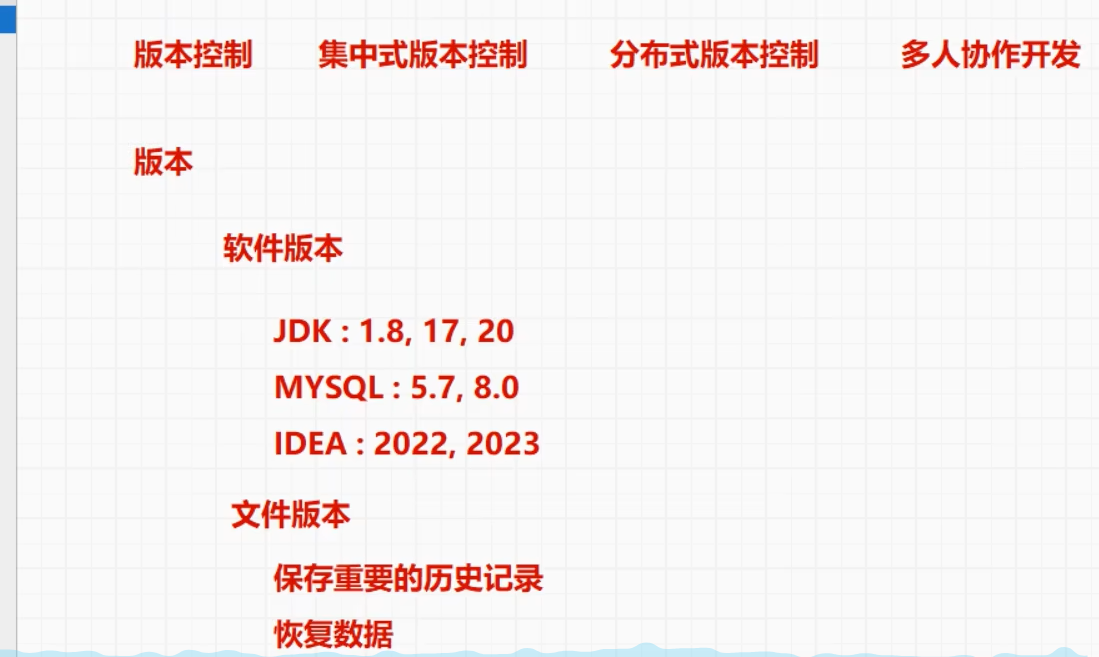 版本控制 集中式版本控制 分布式版本控制 多人协作开发
版本
软件版本
JDK : 1.8, 17, 20
MYSQL : 5.7, 8.0
IDEA : 2022, 2023
文件版本
保存重要的历史记录
恢复数据